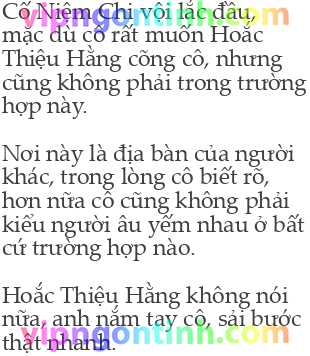 Cố Niệm Chi vội lắc đầu,
mặc dù cô rất muốn Hoắc
Thiệu Hằng cõng cô, nhưng
cũng không phải trong trường
hợp này.
Nơi này là địa bàn của người
khác, trong lòng cô biết rõ,
hơn nữa cô cũng không phải
kiểu người âu yếm nhau ở bất
cứ trường hợp nào.
Hoắc Thiệu Hằng không nói
nữa, anh nắm tay cô, sải bước
thật nhanh.
vipngontinh.com
vipngontinh.com